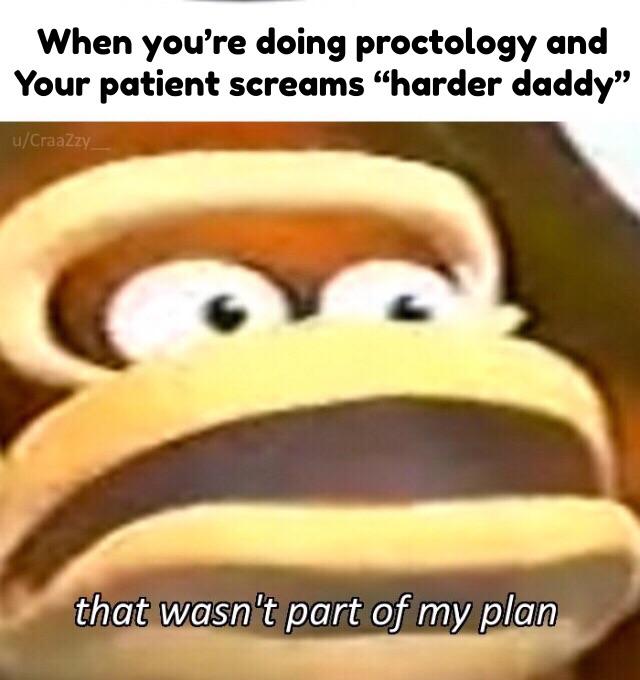 When you’re doing proctology and
Your patient screams “harder daddy”
u/CraaZzy__
that wasn't part of my plan